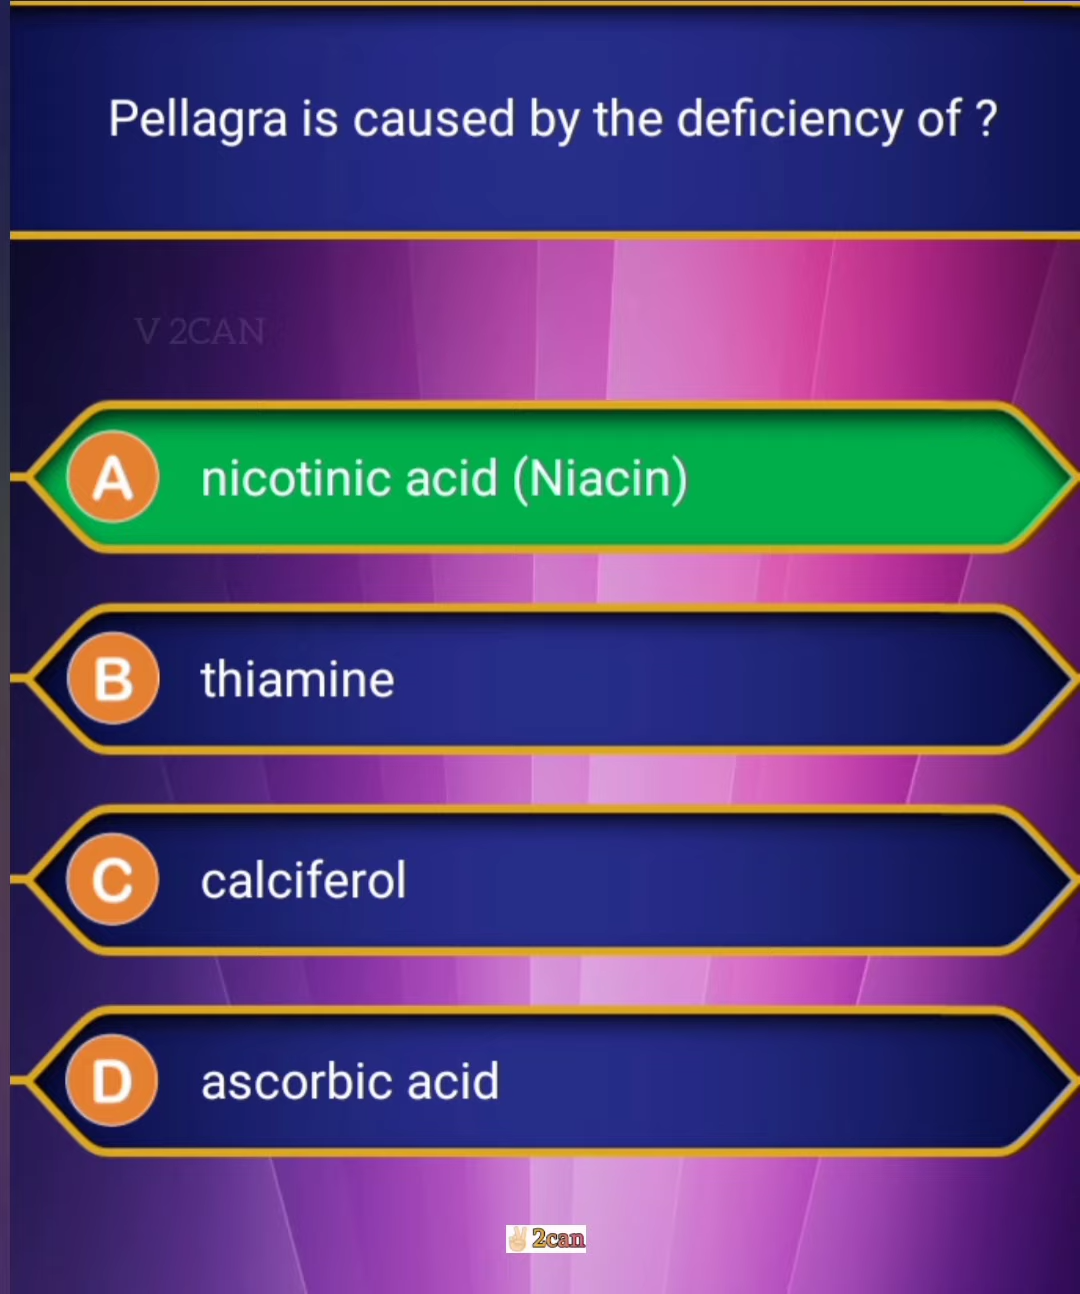 Pellagra is caused by the deficiency of ?
V 2CAN
A nicotinic acid (Niacin)
B thiamine
C calciferol
D ascorbic acid
2can